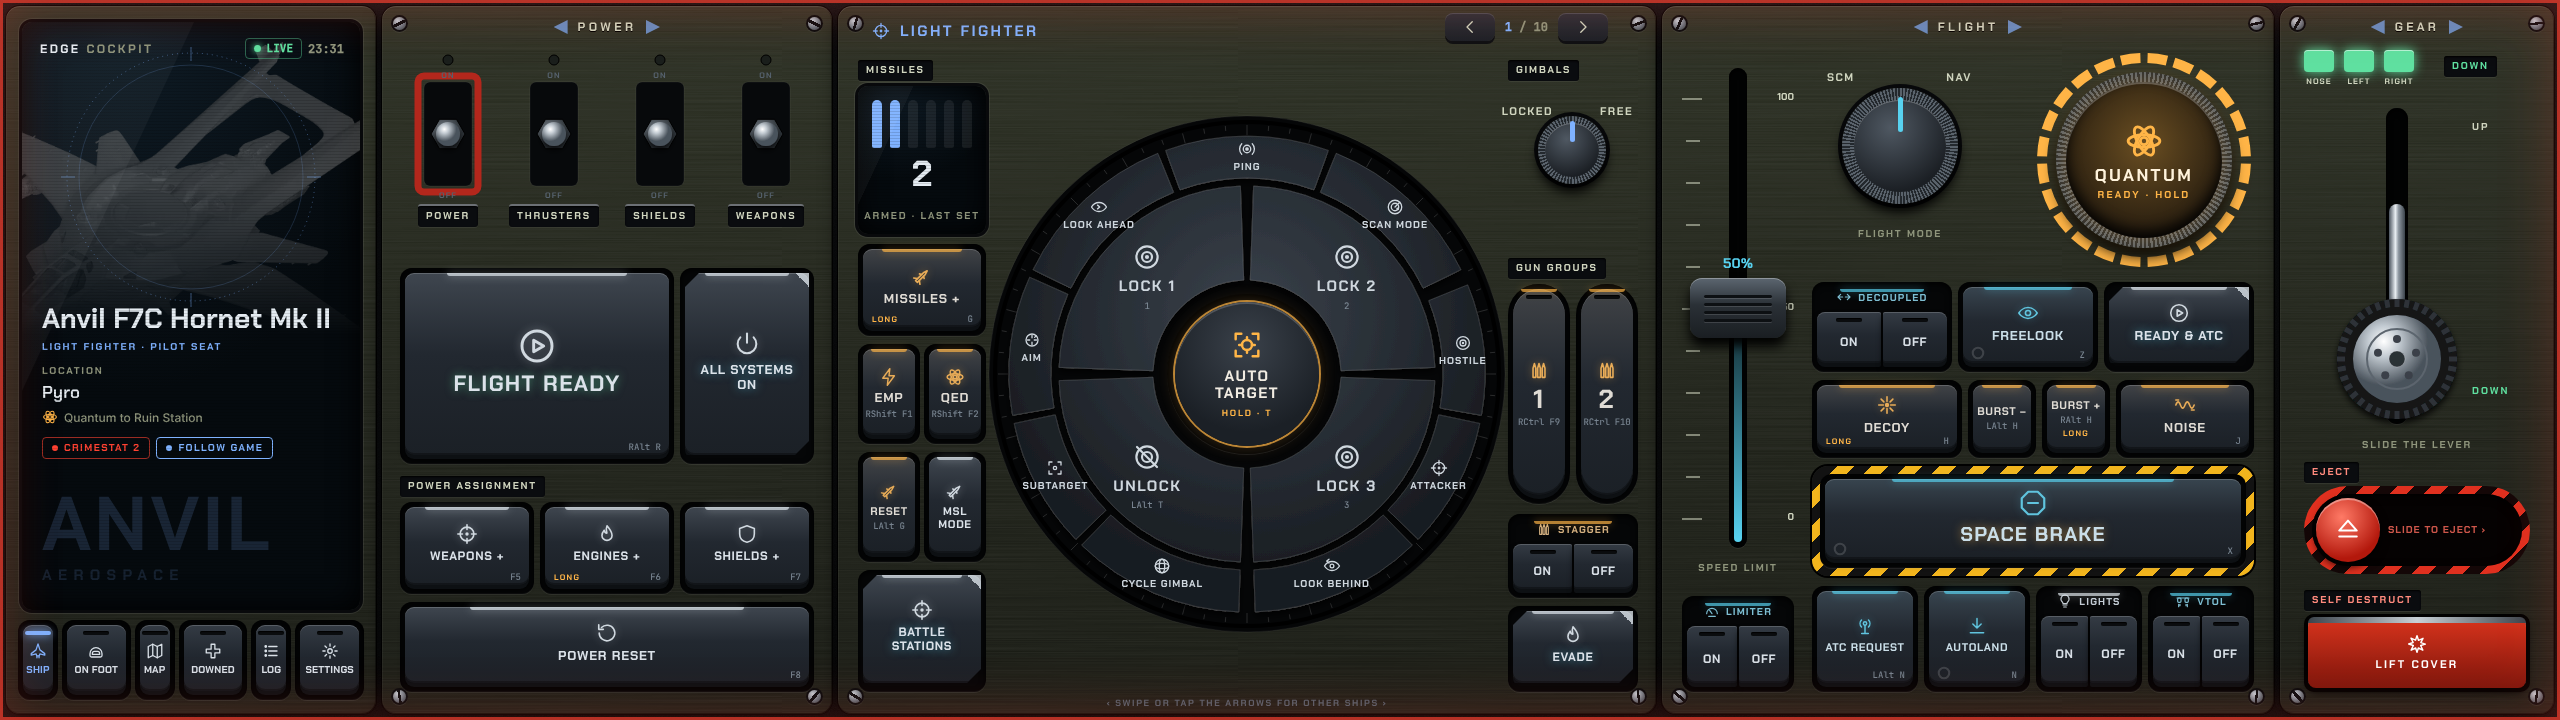 EDGE COCKPIT
LIVE 23:31
Anvil F7C Hornet Mk II
LIGHT FIGHTER · PILOT SEAT
LOCATION
Pyro
Quantum to Ruin Station
CRIMESTAT 2
FOLLOW GAME
ANVIL
AEROSPACE
SHIP
ON FOOT
MAP
DOWNED
LOG
SETTINGS
POWER
ON
ON
ON
ON
OFF
OFF
OFF
OFF
POWER
THRUSTERS
SHIELDS
WEAPONS
FLIGHT READY
RAlt R
ALL SYSTEMS
ON
POWER ASSIGNMENT
WEAPONS +
F5
ENGINES +
LONG F6
SHIELDS +
F7
POWER RESET
F8
LIGHT FIGHTER
1 / 10
MISSILES
2
ARMED · LAST SET
MISSILES +
LONG G
EMP
RShift F1
QED
RShift F2
RESET
LAlt G
MSL
MODE
BATTLE
STATIONS
PING
LOOK AHEAD
SCAN MODE
LOCK 1
1
LOCK 2
2
AIM
HOSTILE
AUTO
TARGET
HOLD · T
SUBTARGET
UNLOCK
LAlt T
LOCK 3
3
ATTACKER
CYCLE GIMBAL
LOOK BEHIND
‹ SWIPE OR TAP THE ARROWS FOR OTHER SHIPS ›
GIMBALS
LOCKED
FREE
GUN GROUPS
1
RCtrl F9
2
RCtrl F10
STAGGER
ON
OFF
EVADE
FLIGHT
100
50%
50
0
SPEED LIMIT
LIMITER
ON
OFF
SCM
NAV
FLIGHT MODE
QUANTUM
READY · HOLD
DECOUPLED
ON
OFF
FREELOOK
Z
READY & ATC
DECOY
LONG H
BURST −
LAlt H
BURST +
RAlt H
LONG
NOISE
J
SPACE BRAKE
X
ATC REQUEST
LAlt N
AUTOLAND
N
LIGHTS
ON
OFF
VTOL
ON
OFF
GEAR
NOSE
LEFT
RIGHT
DOWN
UP
DOWN
SLIDE THE LEVER
EJECT
SLIDE TO EJECT ›
SELF DESTRUCT
LIFT COVER